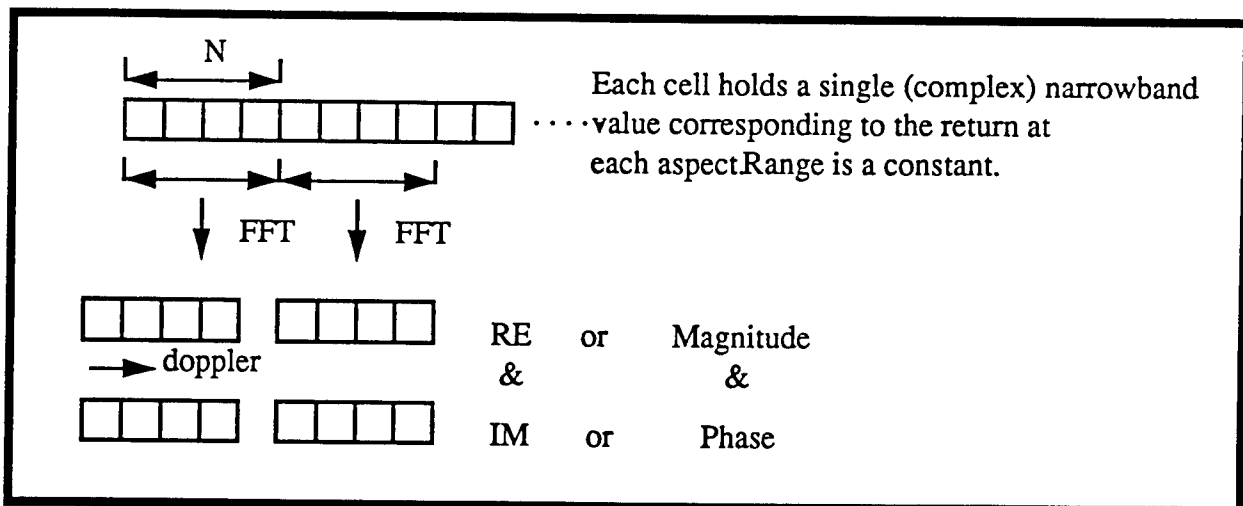 N
Each cell holds a single (complex) narrowband
····value corresponding to the return at
each aspect.Range is a constant.
FFT FFT
RE or Magnitude
doppler
& &
IM or Phase